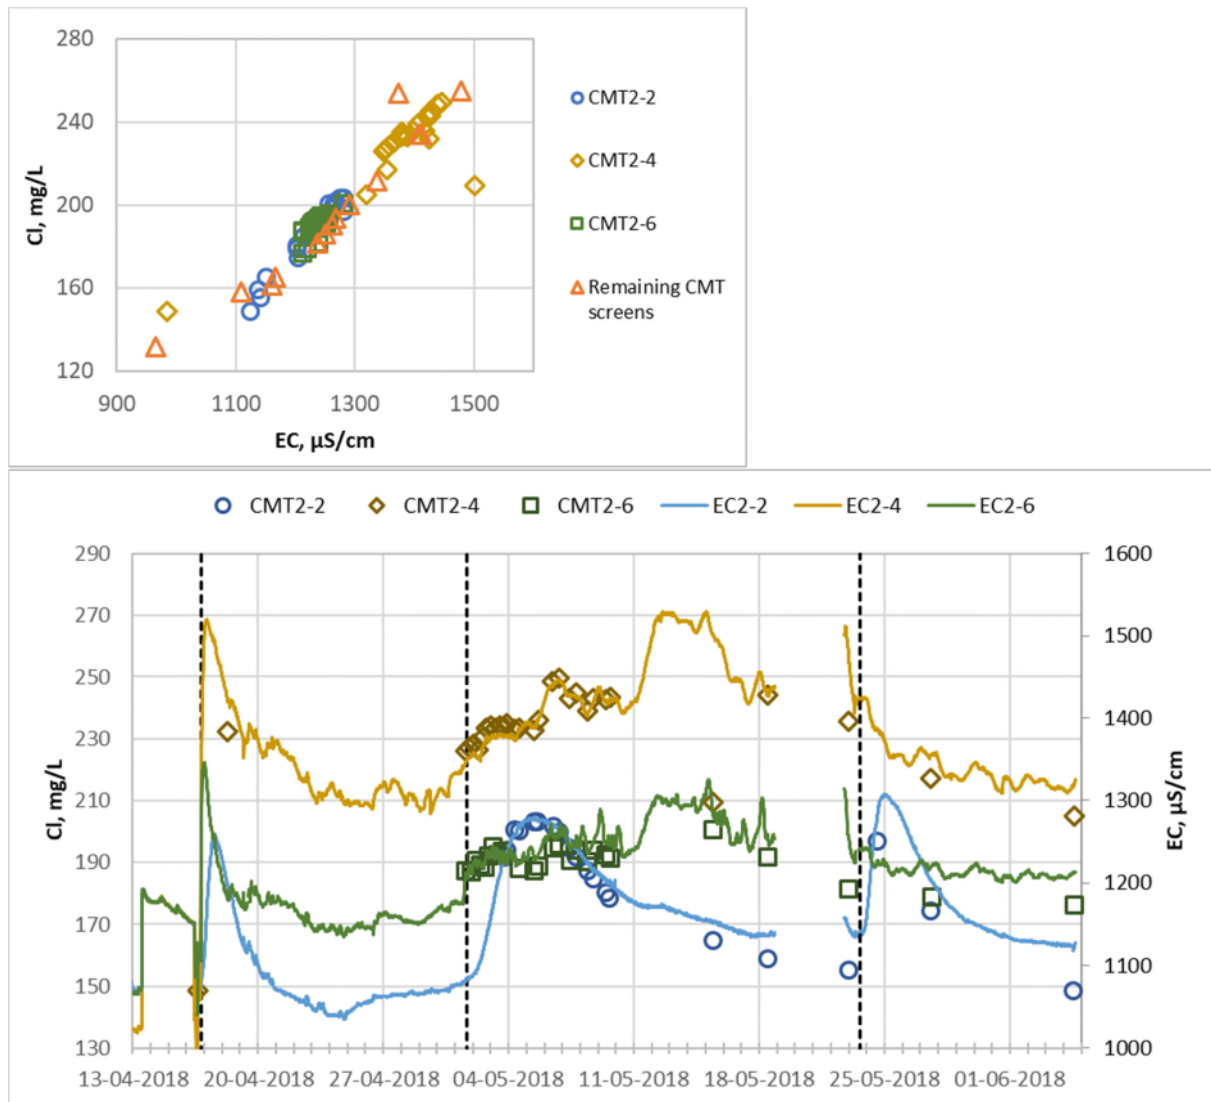 280
240
200
160
120
Cl, mg/L
900 1100 1300 1500
EC, µS/cm
CMT2-2
CMT2-4
CMT2-6
Remaining CMT
screens
CMT2-2 CMT2-4 CMT2-6 EC2-2 EC2-4 EC2-6
290
270
250
230
210
190
170
150
130
Cl, mg/L
1600
1500
1400
1300
1200
1100
1000
EC, µS/cm
13-04-2018 20-04-2018 27-04-2018 04-05-2018 11-05-2018 18-05-2018 25-05-2018 01-06-2018